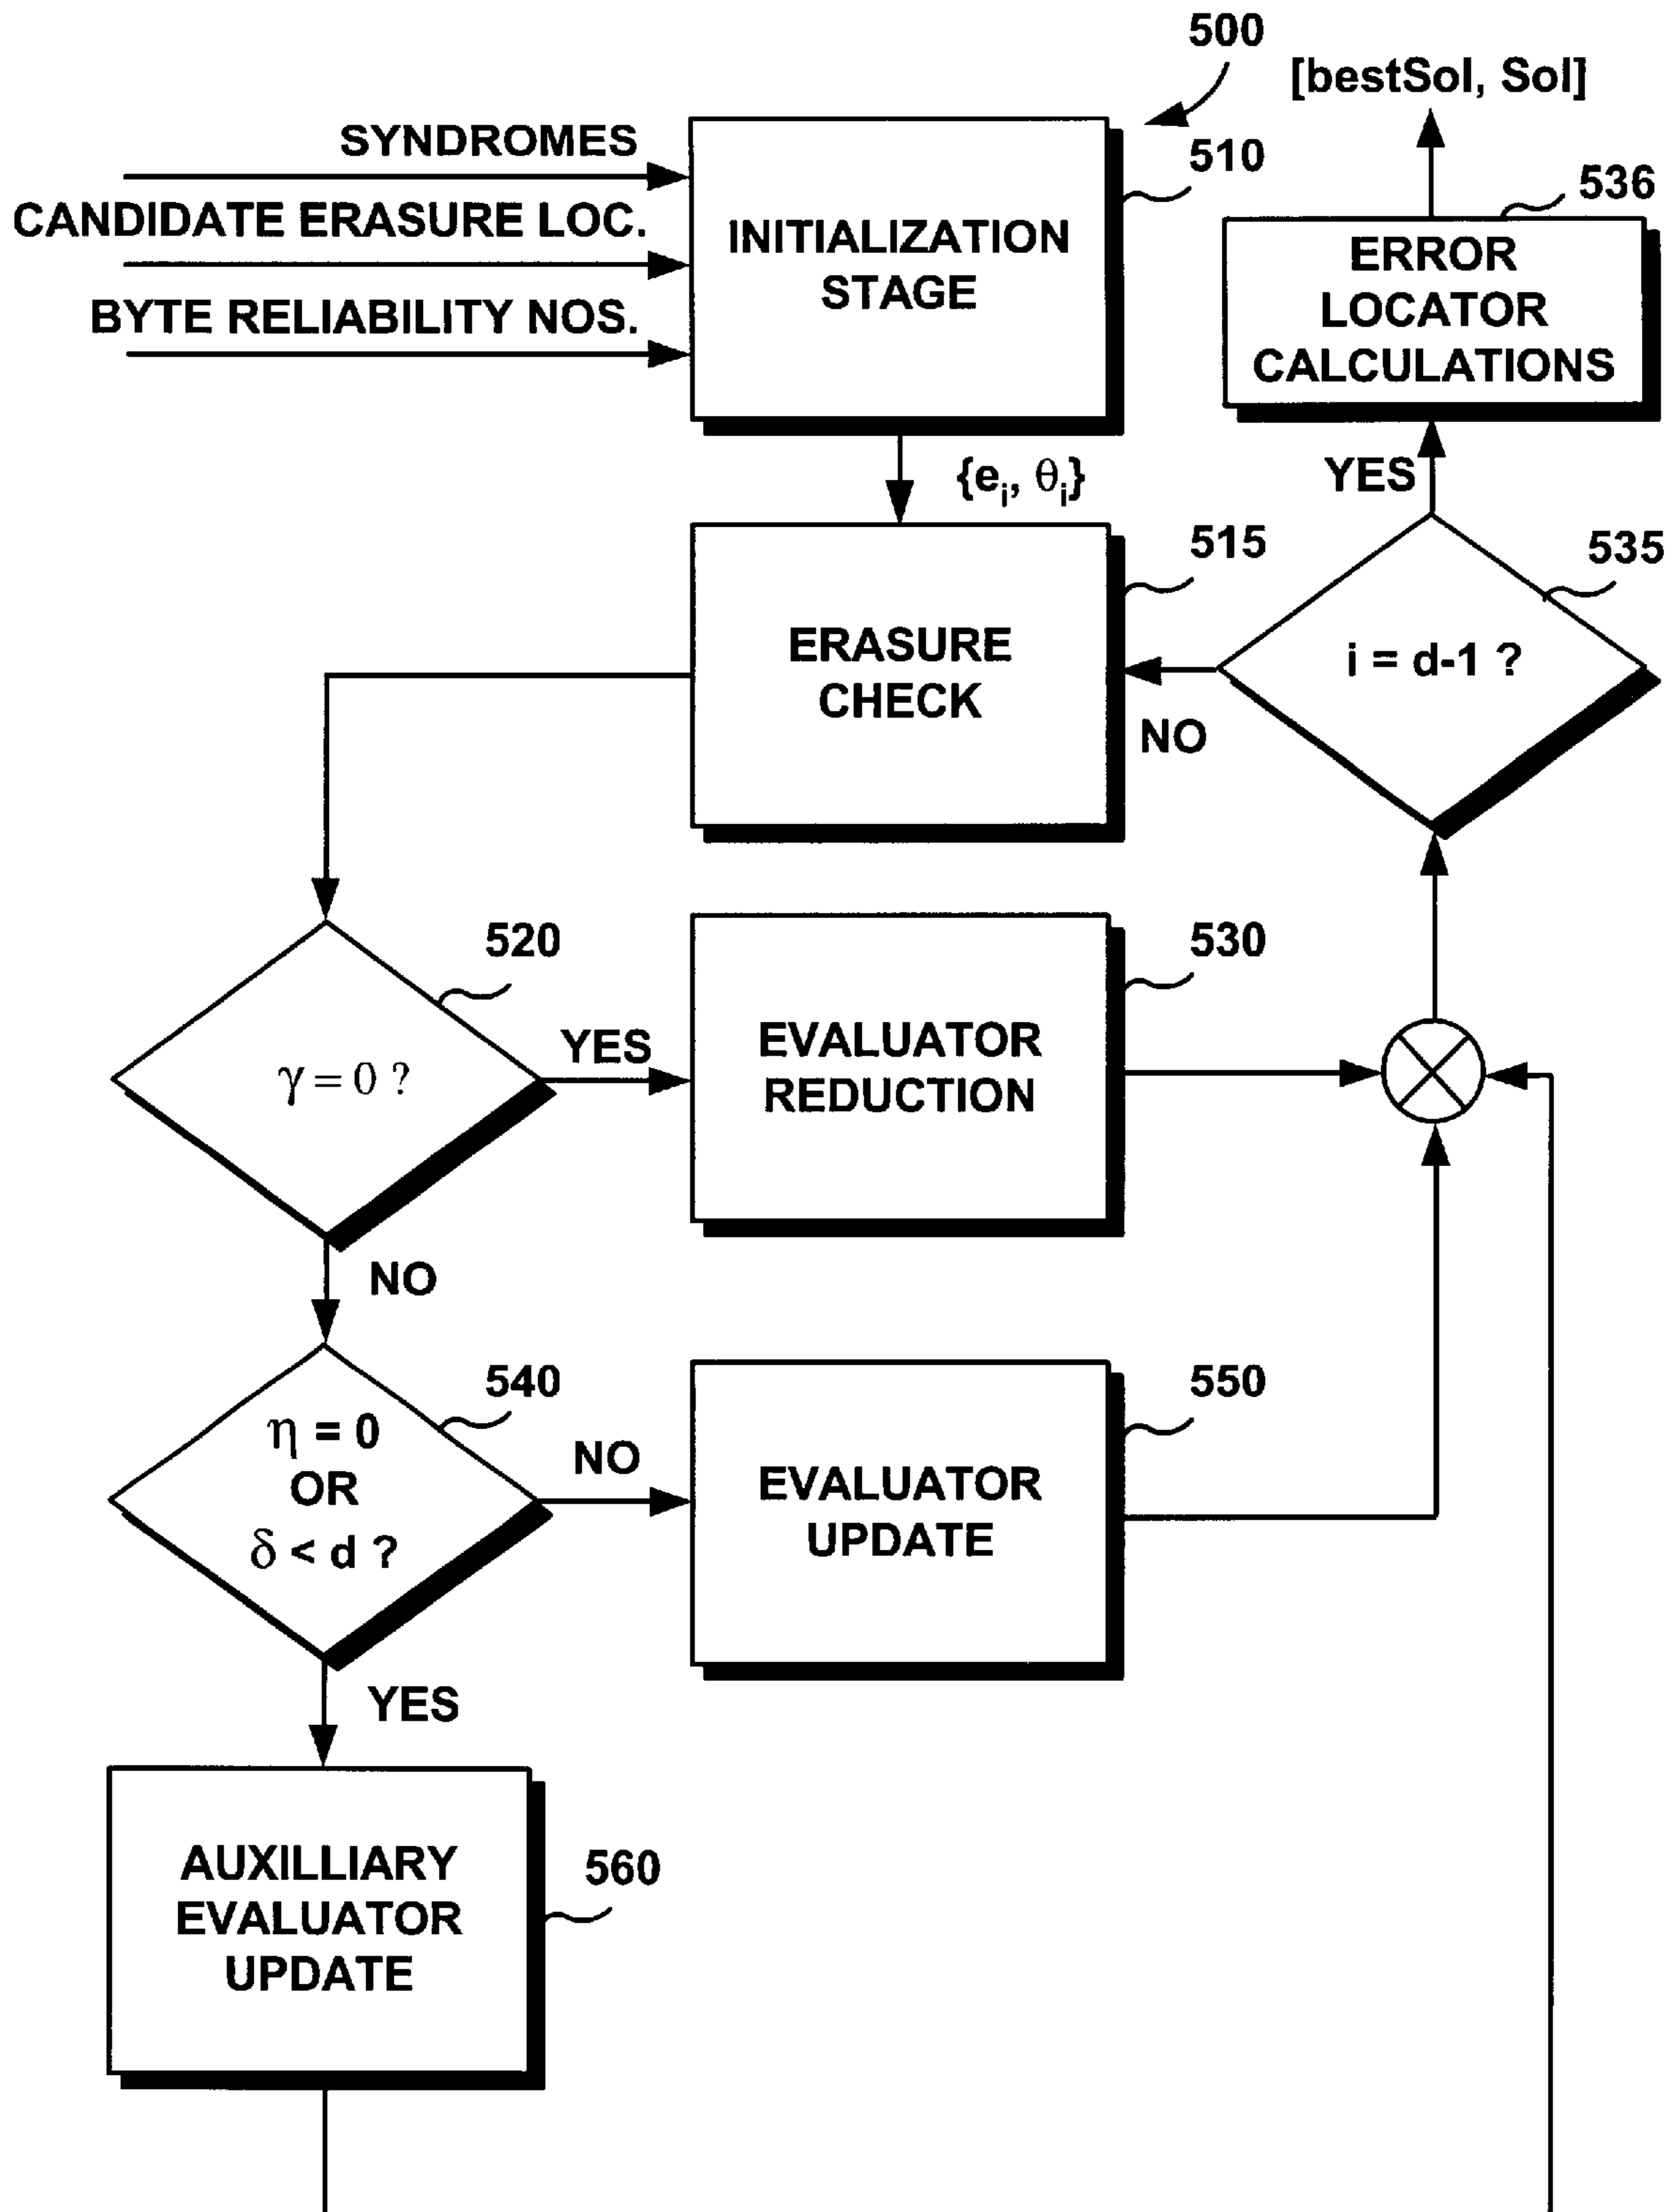 500
[bestSol, Sol]
SYNDROMES
CANDIDATE ERASURE LOC.
BYTE RELIABILITY NOS.
INITIALIZATION
STAGE
510
536
ERROR
LOCATOR
CALCULATIONS
{eᵢ, θᵢ}
YES
515
535
ERASURE
CHECK
i = d-1 ?
NO
520
γ = 0 ?
YES
530
EVALUATOR
REDUCTION
NO
540
η = 0
OR
δ < d ?
NO
550
EVALUATOR
UPDATE
YES
AUXILLIARY
EVALUATOR
UPDATE
560